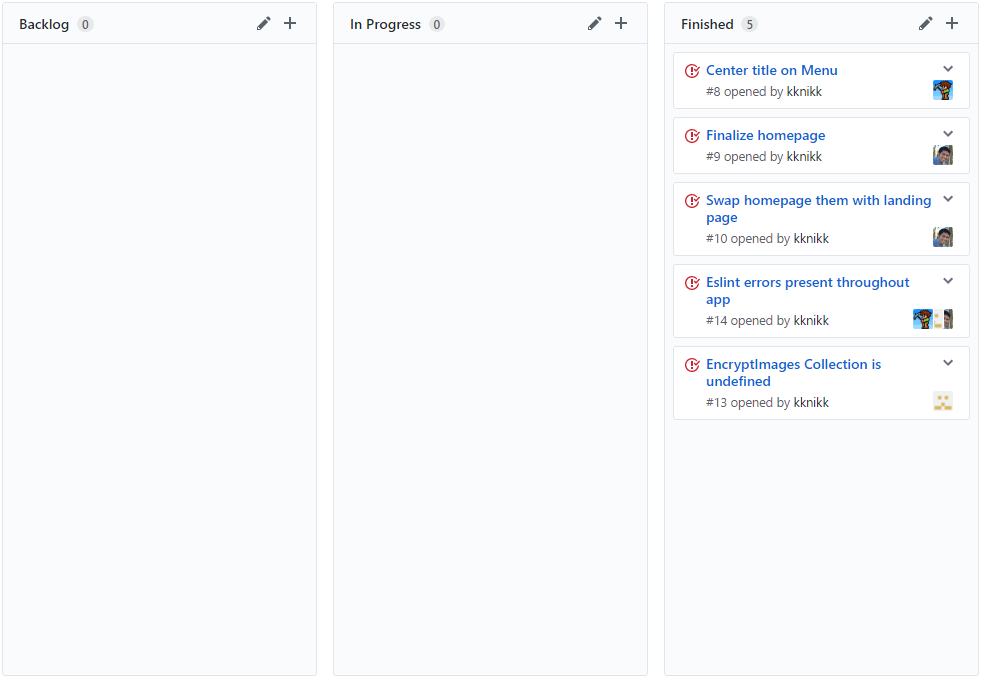 Backlog 0
In Progress 0
Finished 5
Center title on Menu
#8 opened by kknikk
Finalize homepage
#9 opened by kknikk
Swap homepage them with landing
page
#10 opened by kknikk
Eslint errors present throughout
app
#14 opened by kknikk
EncryptImages Collection is
undefined
#13 opened by kknikk